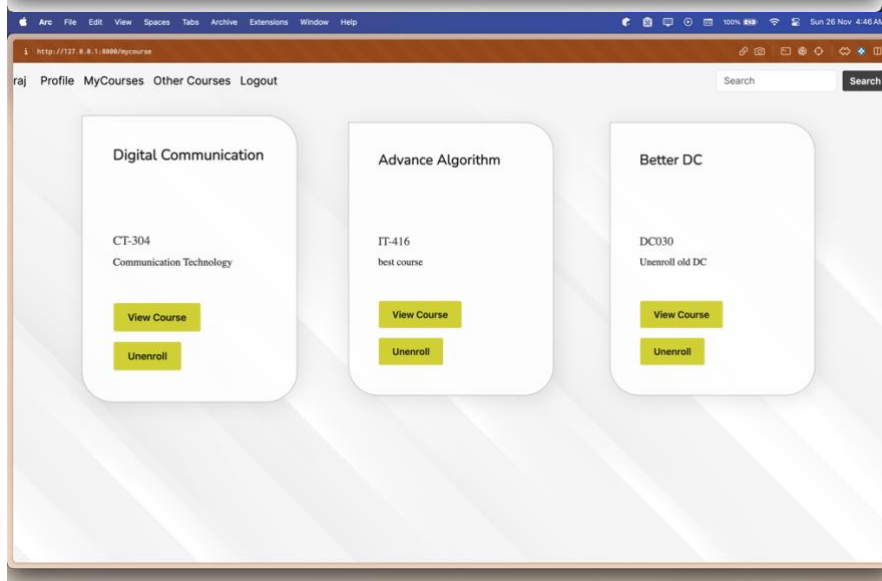 Arc File Edit View Spaces Tabs Archive Extensions Window Help 100% Sun 26 Nov 4:46 AM
http://127.0.0.1:8000/mycourse
raj Profile MyCourses Other Courses Logout Search Search
Digital Communication
CT-304
Communication Technology
View Course
Unenroll
Advance Algorithm
IT-416
best course
View Course
Unenroll
Better DC
DC030
Unenroll old DC
View Course
Unenroll